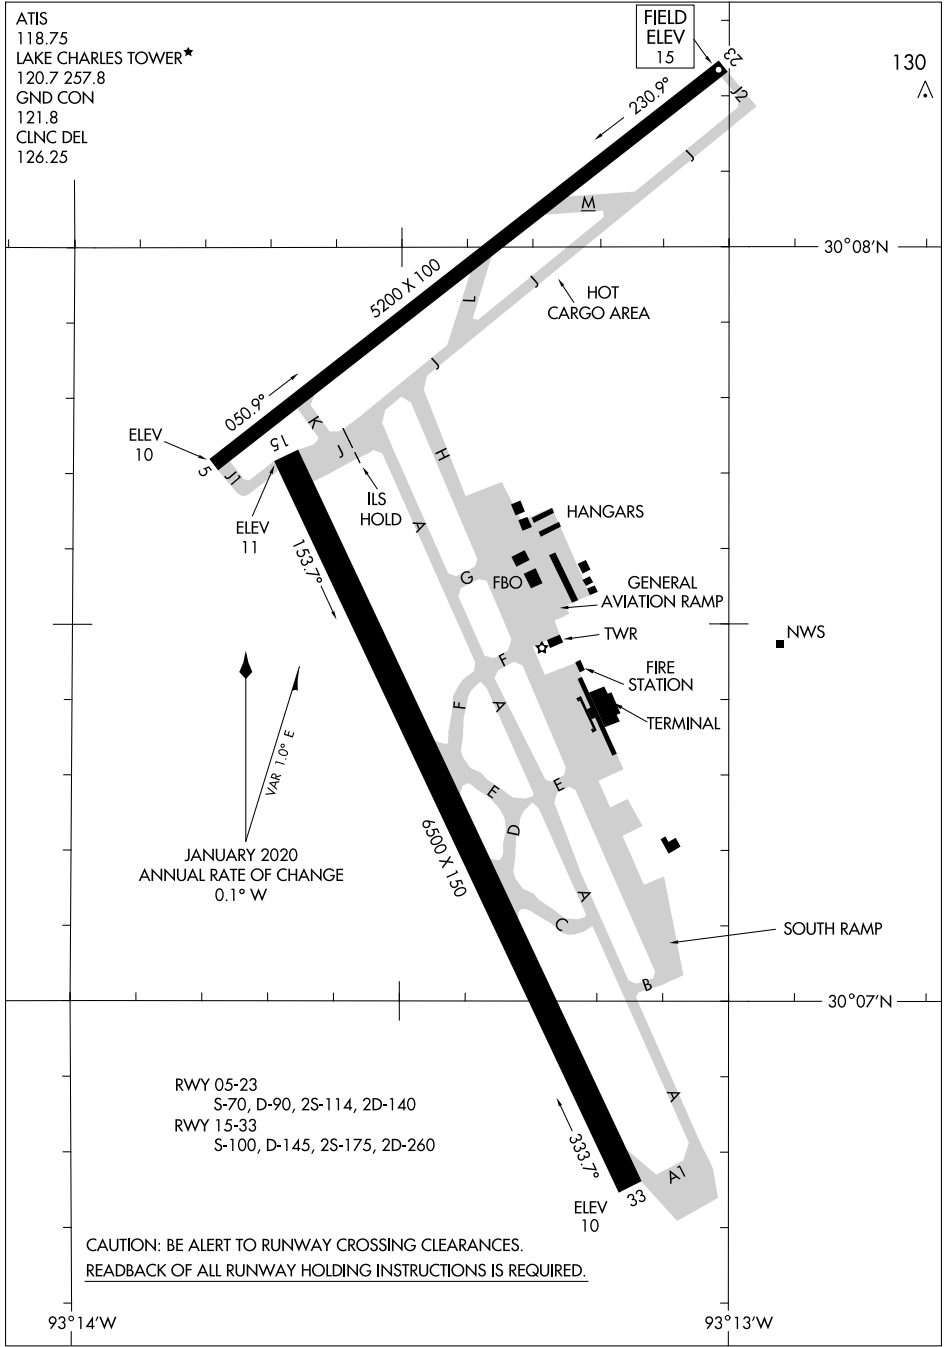 ATIS
118.75
LAKE CHARLES TOWER★
120.7 257.8
GND CON
121.8
CLNC DEL
126.25
FIELD
ELEV
15
23
130
J2
230.9°
J
M
30°08'N
5200 X 100
L
J
HOT
CARGO AREA
J
050.9°
K
ELEV
10
15
5
J1
J
H
ELEV
11
ILS
HOLD
A
HANGARS
153.7°
G
FBO
GENERAL
AVIATION RAMP
TWR
NWS
F
FIRE
STATION
F
A
TERMINAL
VAR 1.0° E
E
E
D
6500 X 150
JANUARY 2020
ANNUAL RATE OF CHANGE
0.1° W
A
C
SOUTH RAMP
B
30°07'N
RWY 05-23
S-70, D-90, 2S-114, 2D-140
RWY 15-33
S-100, D-145, 2S-175, 2D-260
A
333.7°
A1
33
ELEV
10
CAUTION: BE ALERT TO RUNWAY CROSSING CLEARANCES.
READBACK OF ALL RUNWAY HOLDING INSTRUCTIONS IS REQUIRED.
93°14'W
93°13'W